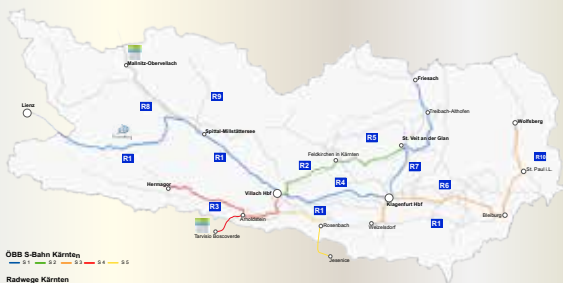 Mallnitz-Obervellach
Lienz
R9
R8
Friesach
Treibach-Althofen
Wolfsberg
Spittal-Millstättersee
R5
St. Veit an der Glan
R1
R1
Feldkirchen in Kärnten
R10
R2
R7
St. Paul i.L.
Hermagor
R4
R6
Villach Hbf
Klagenfurt Hbf
R3
R1
Arnoldstein
Bleiburg
Tarvisio Boscoverde
Rosenbach
Weizelsdorf
R1
Jesenice
ÖBB S-Bahn Kärnten
S 1 S 2 S 3 S 4 S 5
Radwege Kärnten